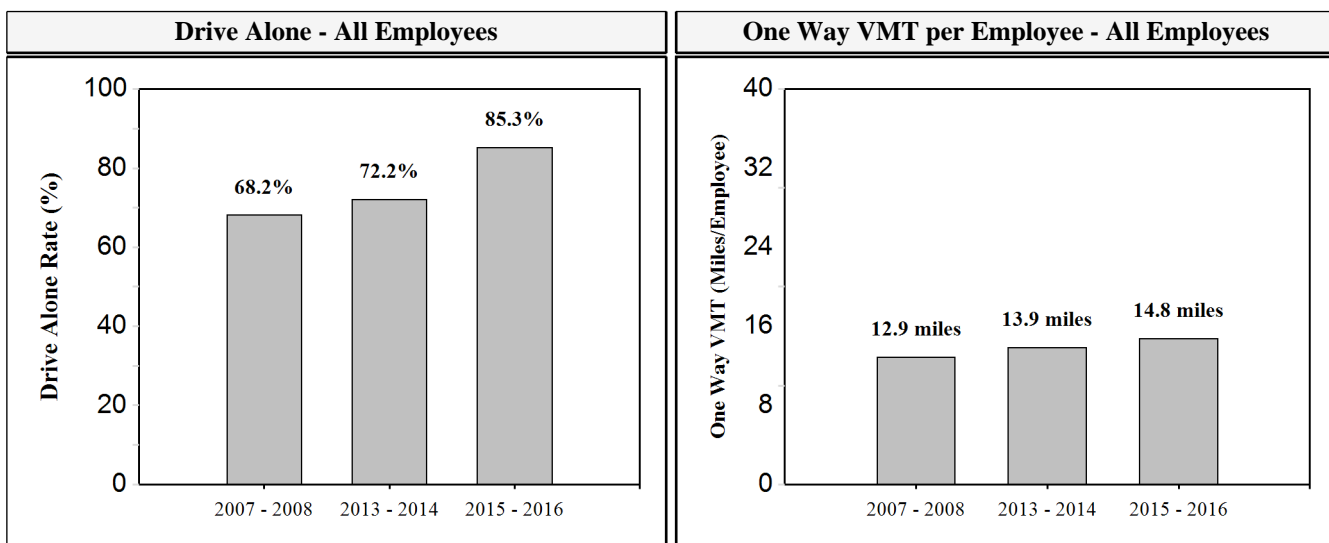 Drive Alone - All Employees
Drive Alone Rate (%)
100
80
60
40
20
0
68.2%
72.2%
85.3%
2007 - 2008
2013 - 2014
2015 - 2016
One Way VMT per Employee - All Employees
One Way VMT (Miles/Employee)
40
32
24
16
8
0
12.9 miles
13.9 miles
14.8 miles
2007 - 2008
2013 - 2014
2015 - 2016